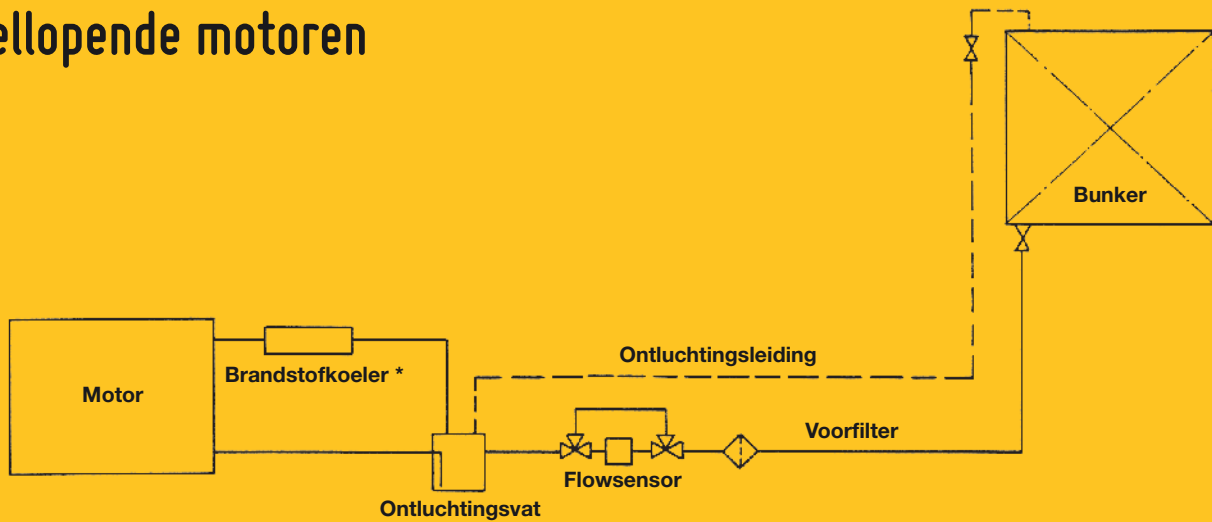 ellopende motoren
Bunker
Ontluchtingsleiding
Brandstofkoeler *
Motor
Voorfilter
Flowsensor
Ontluchtingsvat